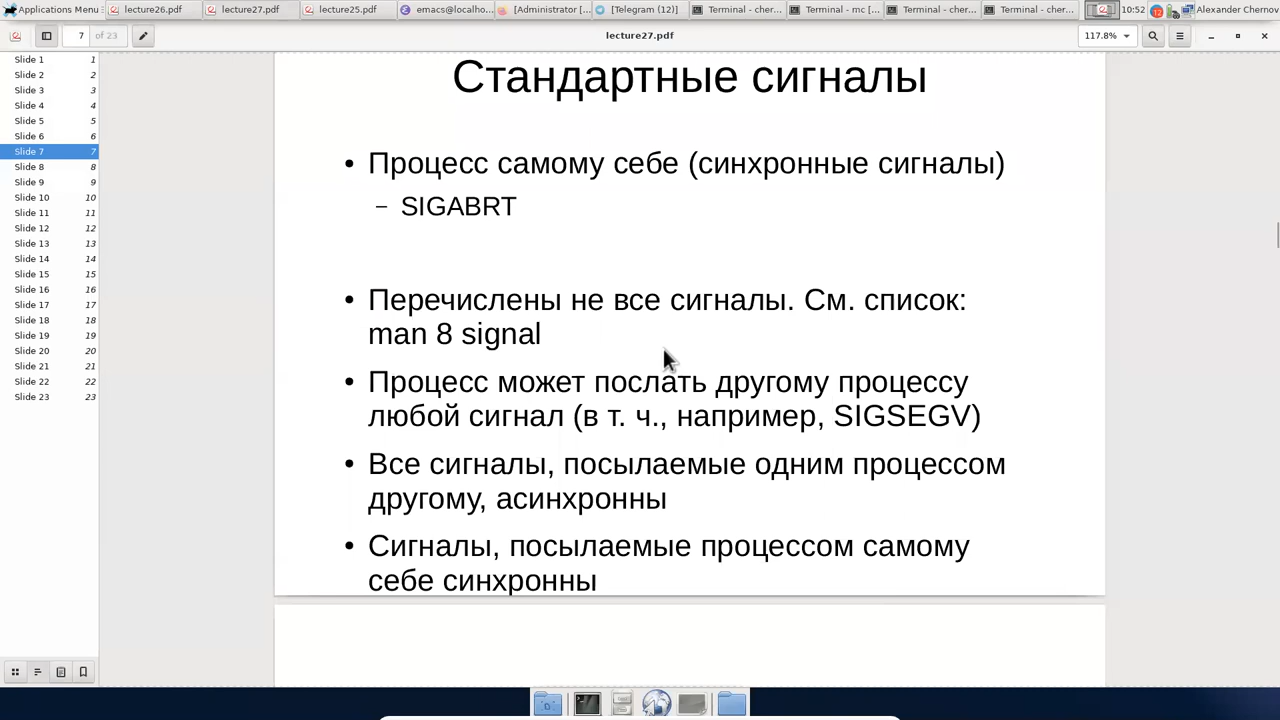 Applications Menu
lecture26.pdf
lecture27.pdf
lecture25.pdf
emacs@localho...
[Administrator [...
[Telegram (12)]
Terminal - cher...
Terminal - mc [...
Terminal - cher...
Terminal - cher...
10:52
12
Alexander Chernov
7 of 23
lecture27.pdf
117.8%
Slide 1 1
Slide 2 2
Slide 3 3
Slide 4 4
Slide 5 5
Slide 6 6
Slide 7 7
Slide 8 8
Slide 9 9
Slide 10 10
Slide 11 11
Slide 12 12
Slide 13 13
Slide 14 14
Slide 15 15
Slide 16 16
Slide 17 17
Slide 18 18
Slide 19 19
Slide 20 20
Slide 21 21
Slide 22 22
Slide 23 23
Стандартные сигналы
• Процесс самому себе (синхронные сигналы)
– SIGABRT
• Перечислены не все сигналы. См. список:
man 8 signal
• Процесс может послать другому процессу
любой сигнал (в т. ч., например, SIGSEGV)
• Все сигналы, посылаемые одним процессом
другому, асинхронны
• Сигналы, посылаемые процессом самому
себе синхронны